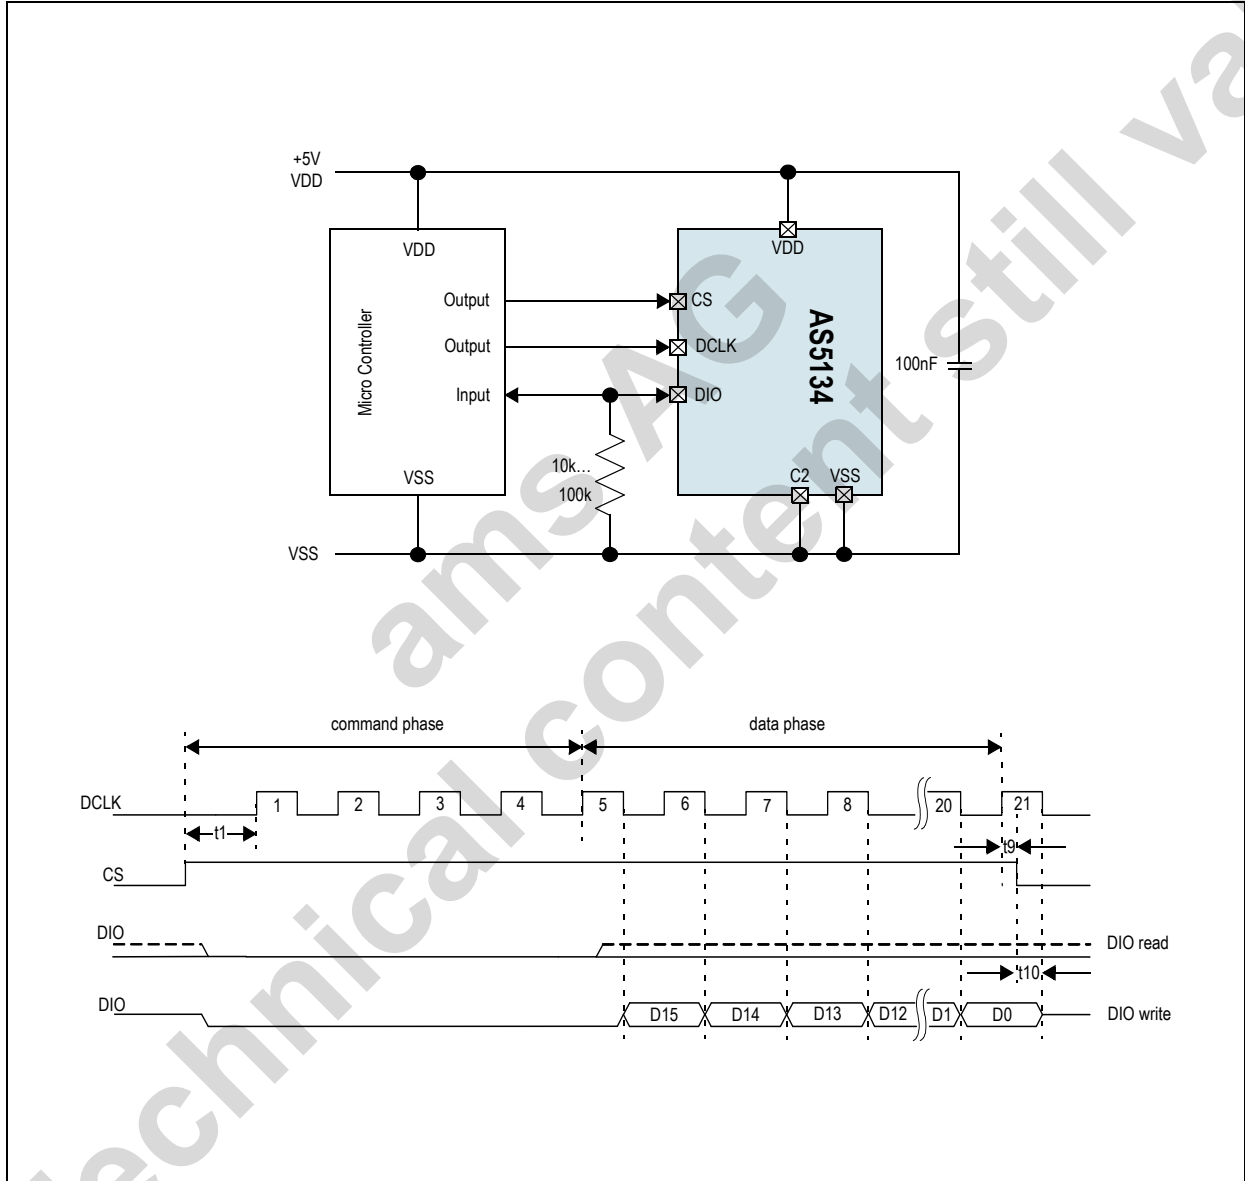 +5V
VDD
VDD
VDD
Output
CS
Output
DCLK
Micro Controller
AS5134
100nF
Input
DIO
10k...
100k
VSS
C2 VSS
VSS
command phase
data phase
DCLK
1 2 3 4 5 6 7 8 20 21
t1
t9
CS
DIO
DIO read
t10
DIO
D15 D14 D13 D12 D1 D0
DIO write
ams AG
technical content still va